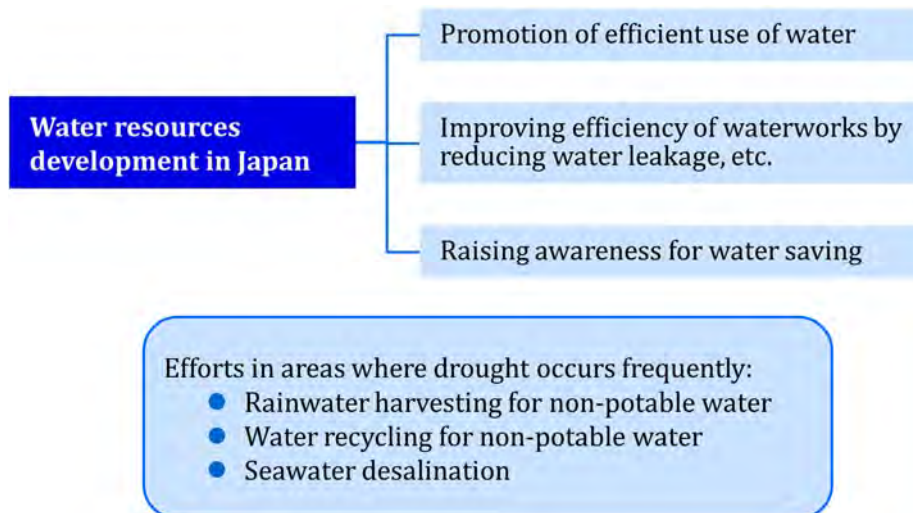 Promotion of efficient use of water
Water resources
development in Japan
Improving efficiency of waterworks by
reducing water leakage, etc.
Raising awareness for water saving
Efforts in areas where drought occurs frequently:
● Rainwater harvesting for non-potable water
● Water recycling for non-potable water
● Seawater desalination